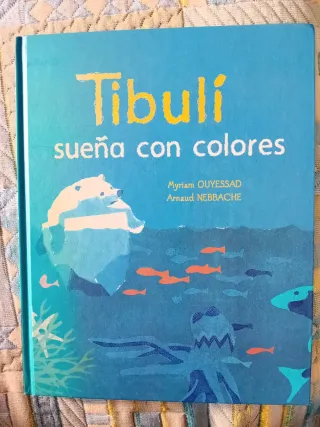 Tibulí
sueña con colores
Myriam OUYESSAD
Arnaud NEBBACHE